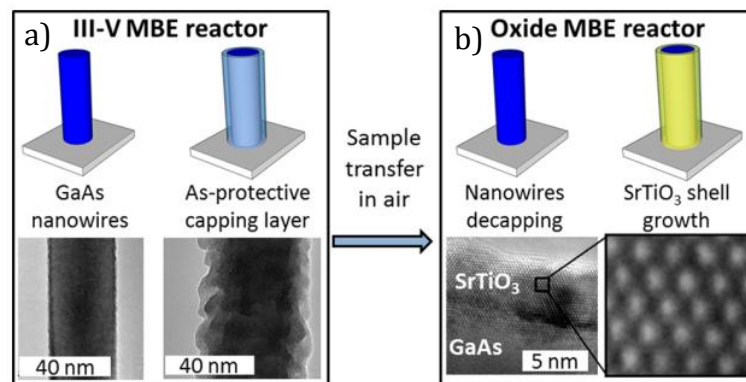 a) III-V MBE reactor
GaAs
nanowires
As-protective
capping layer
40 nm
40 nm
Sample
transfer
in air
b) Oxide MBE reactor
Nanowires
decapping
SrTiO₃ shell
growth
SrTiO₃
GaAs
5 nm